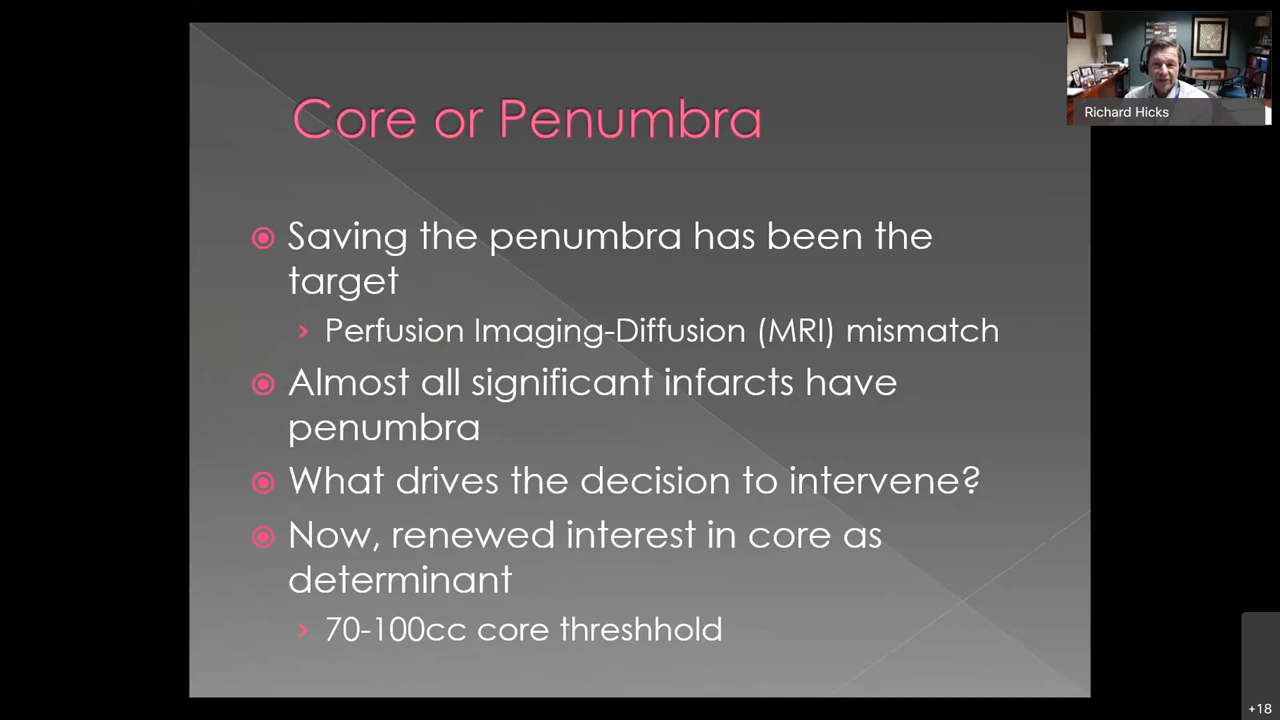 Core or Penumbra
Saving the penumbra has been the
target
Perfusion Imaging-Diffusion (MRI) mismatch
Almost all significant infarcts have
penumbra
What drives the decision to intervene?
Now, renewed interest in core as
determinant
70-100cc core threshhold
Richard Hicks
+18